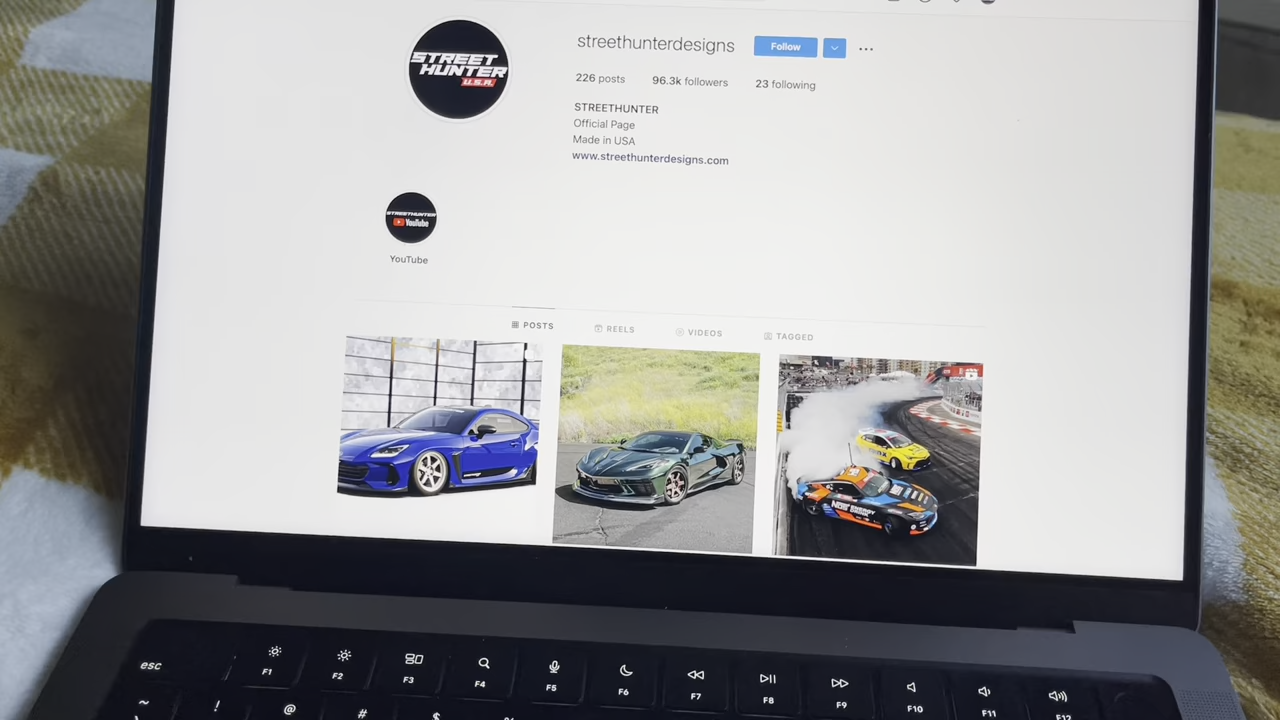 STREET
HUNTER
U.S.A.
streethunterdesigns
Follow
226 posts 96.3k followers 23 following
STREETHUNTER
Official Page
Made in USA
www.streethunterdesigns.com
STREETHUNTER
YouTube
YouTube
POSTS REELS VIDEOS TAGGED
esc
F1 F2 F3 F4 F5 F6 F7 F8 F9 F10 F11 F12
~ ! @ # $ %